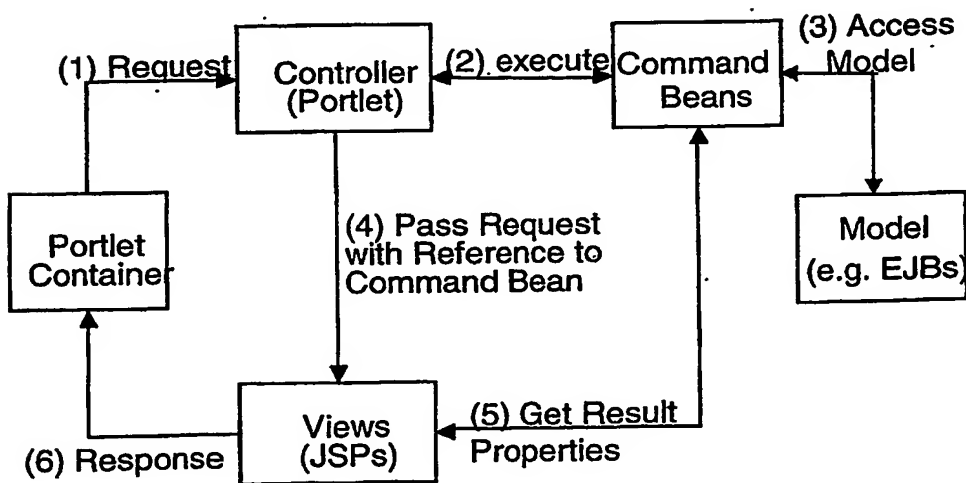 (1) Request
Controller
(Portlet)
(2) execute
Command
Beans
(3) Access
Model
Portlet
Container
(4) Pass Request
with Reference to
Command Bean
Model
(e.g. EJBs)
Views
(JSPs)
(5) Get Result
Properties
(6) Response